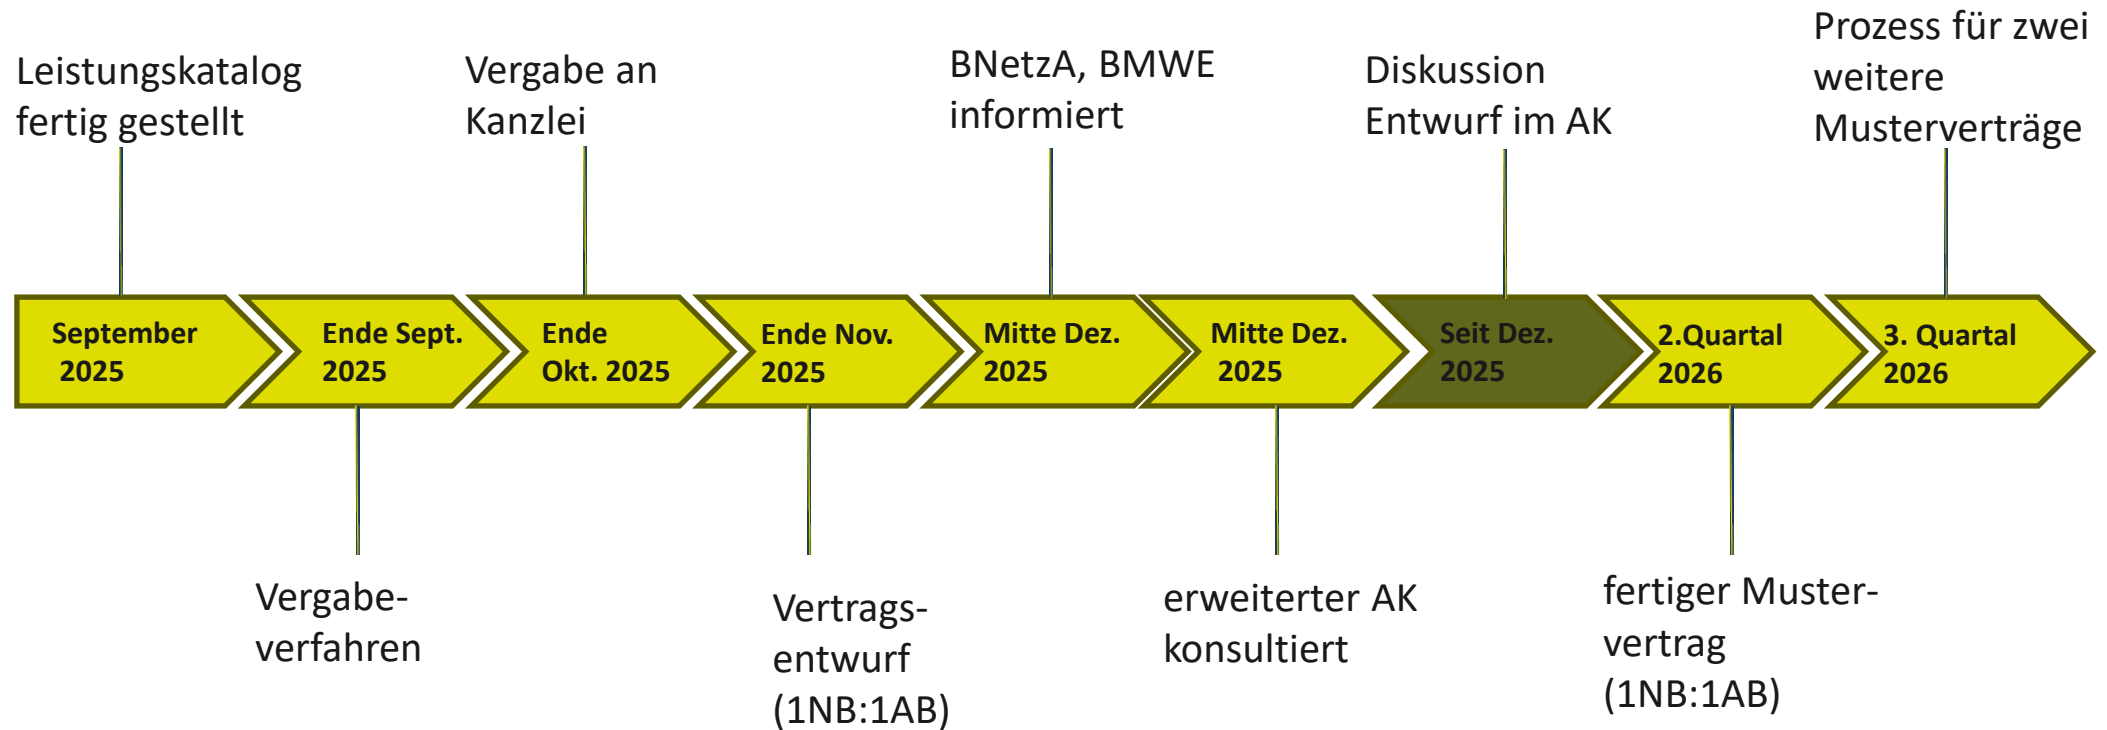 Leistungskatalog
fertig gestellt
Vergabe an
Kanzlei
BNetzA, BMWE
informiert
Diskussion
Entwurf im AK
Prozess für zwei
weitere
Musterverträge
September
2025
Ende Sept.
2025
Ende
Okt. 2025
Ende Nov.
2025
Mitte Dez.
2025
Mitte Dez.
2025
Seit Dez.
2025
2.Quartal
2026
3. Quartal
2026
Vergabe-
verfahren
Vertrags-
entwurf
(1NB:1AB)
erweiterter AK
konsultiert
fertiger Muster-
vertrag
(1NB:1AB)